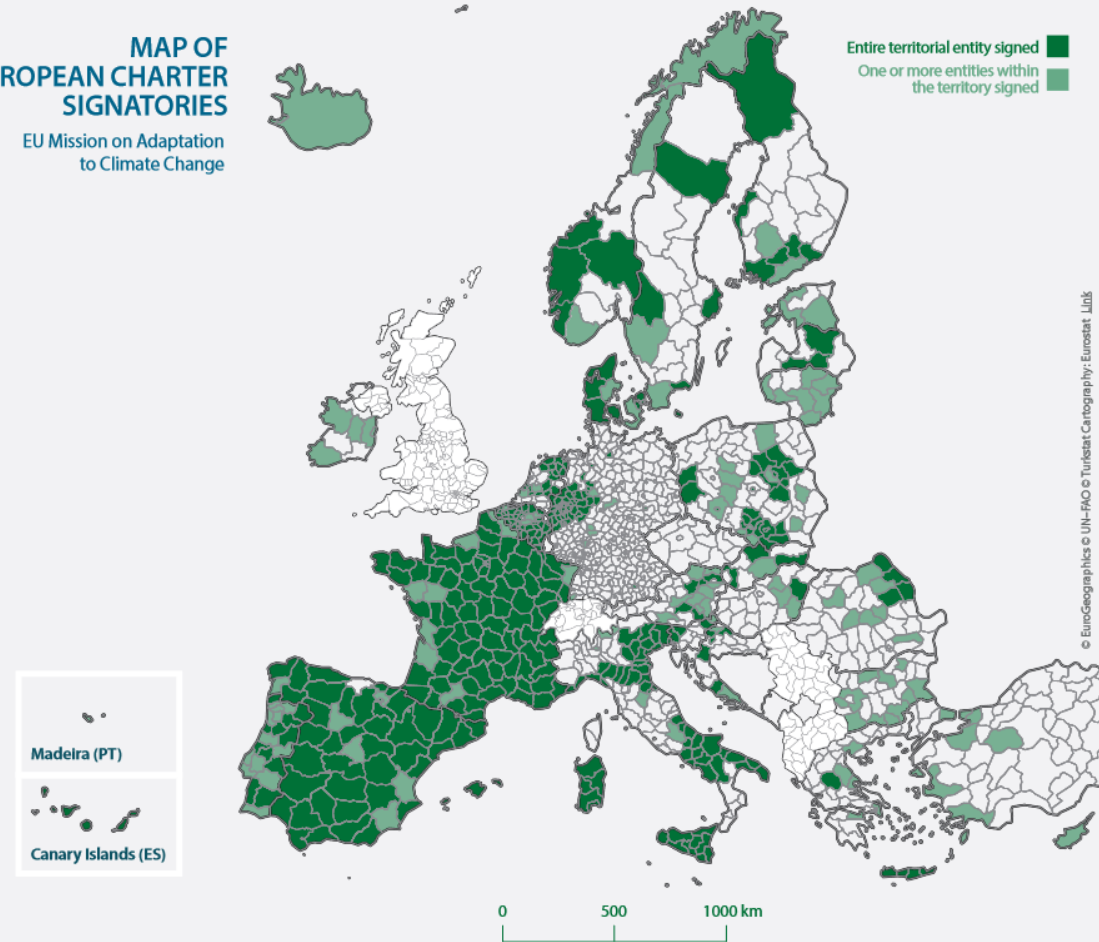 MAP OF
ROPEAN CHARTER
SIGNATORIES
EU Mission on Adaptation
to Climate Change
Entire territorial entity signed
One or more entities within
the territory signed
© EuroGeographics © UN–FAO © Turkstat Cartography: Eurostat Link
Madeira (PT)
Canary Islands (ES)
0 500 1000 km